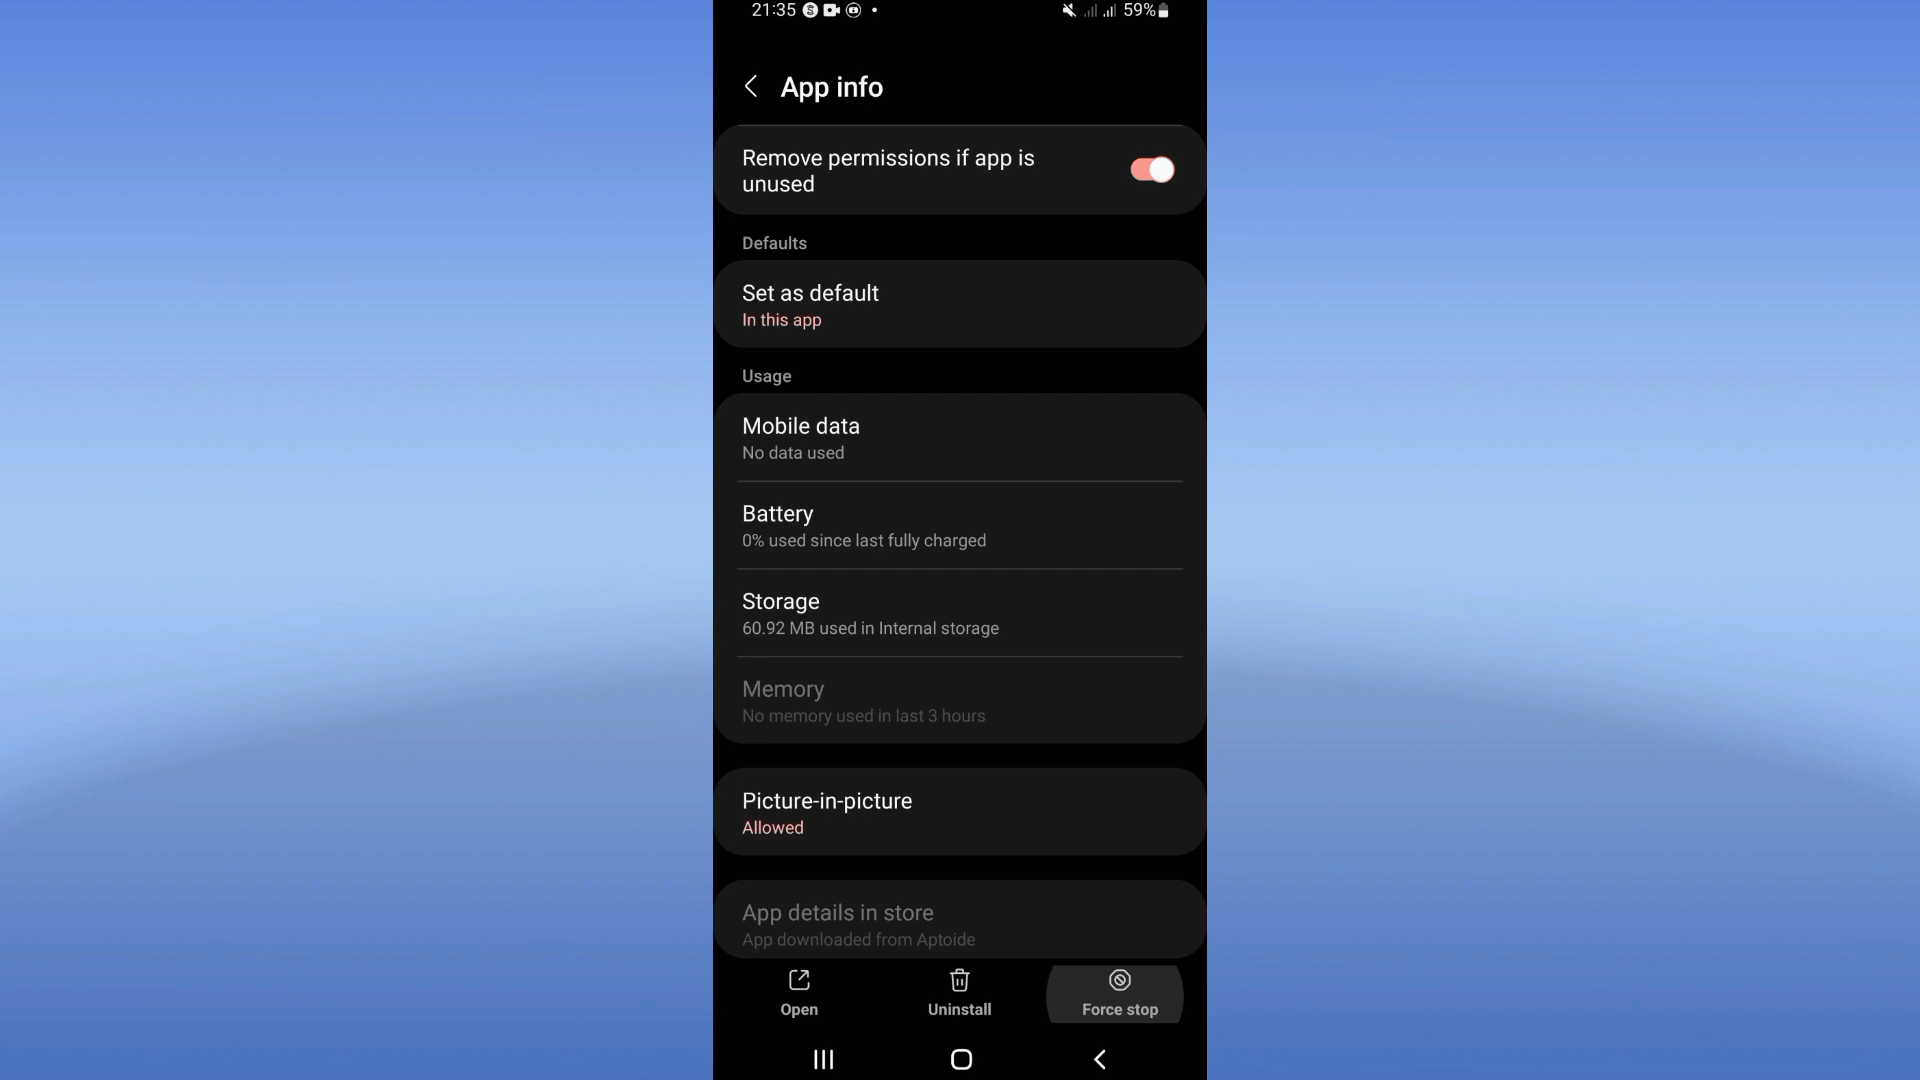 21:35
59%
App info
Remove permissions if app is
unused
Defaults
Set as default
In this app
Usage
Mobile data
No data used
Battery
0% used since last fully charged
Storage
60.92 MB used in Internal storage
Memory
No memory used in last 3 hours
Picture-in-picture
Allowed
App details in store
App downloaded from Aptoide
Open
Uninstall
Force stop